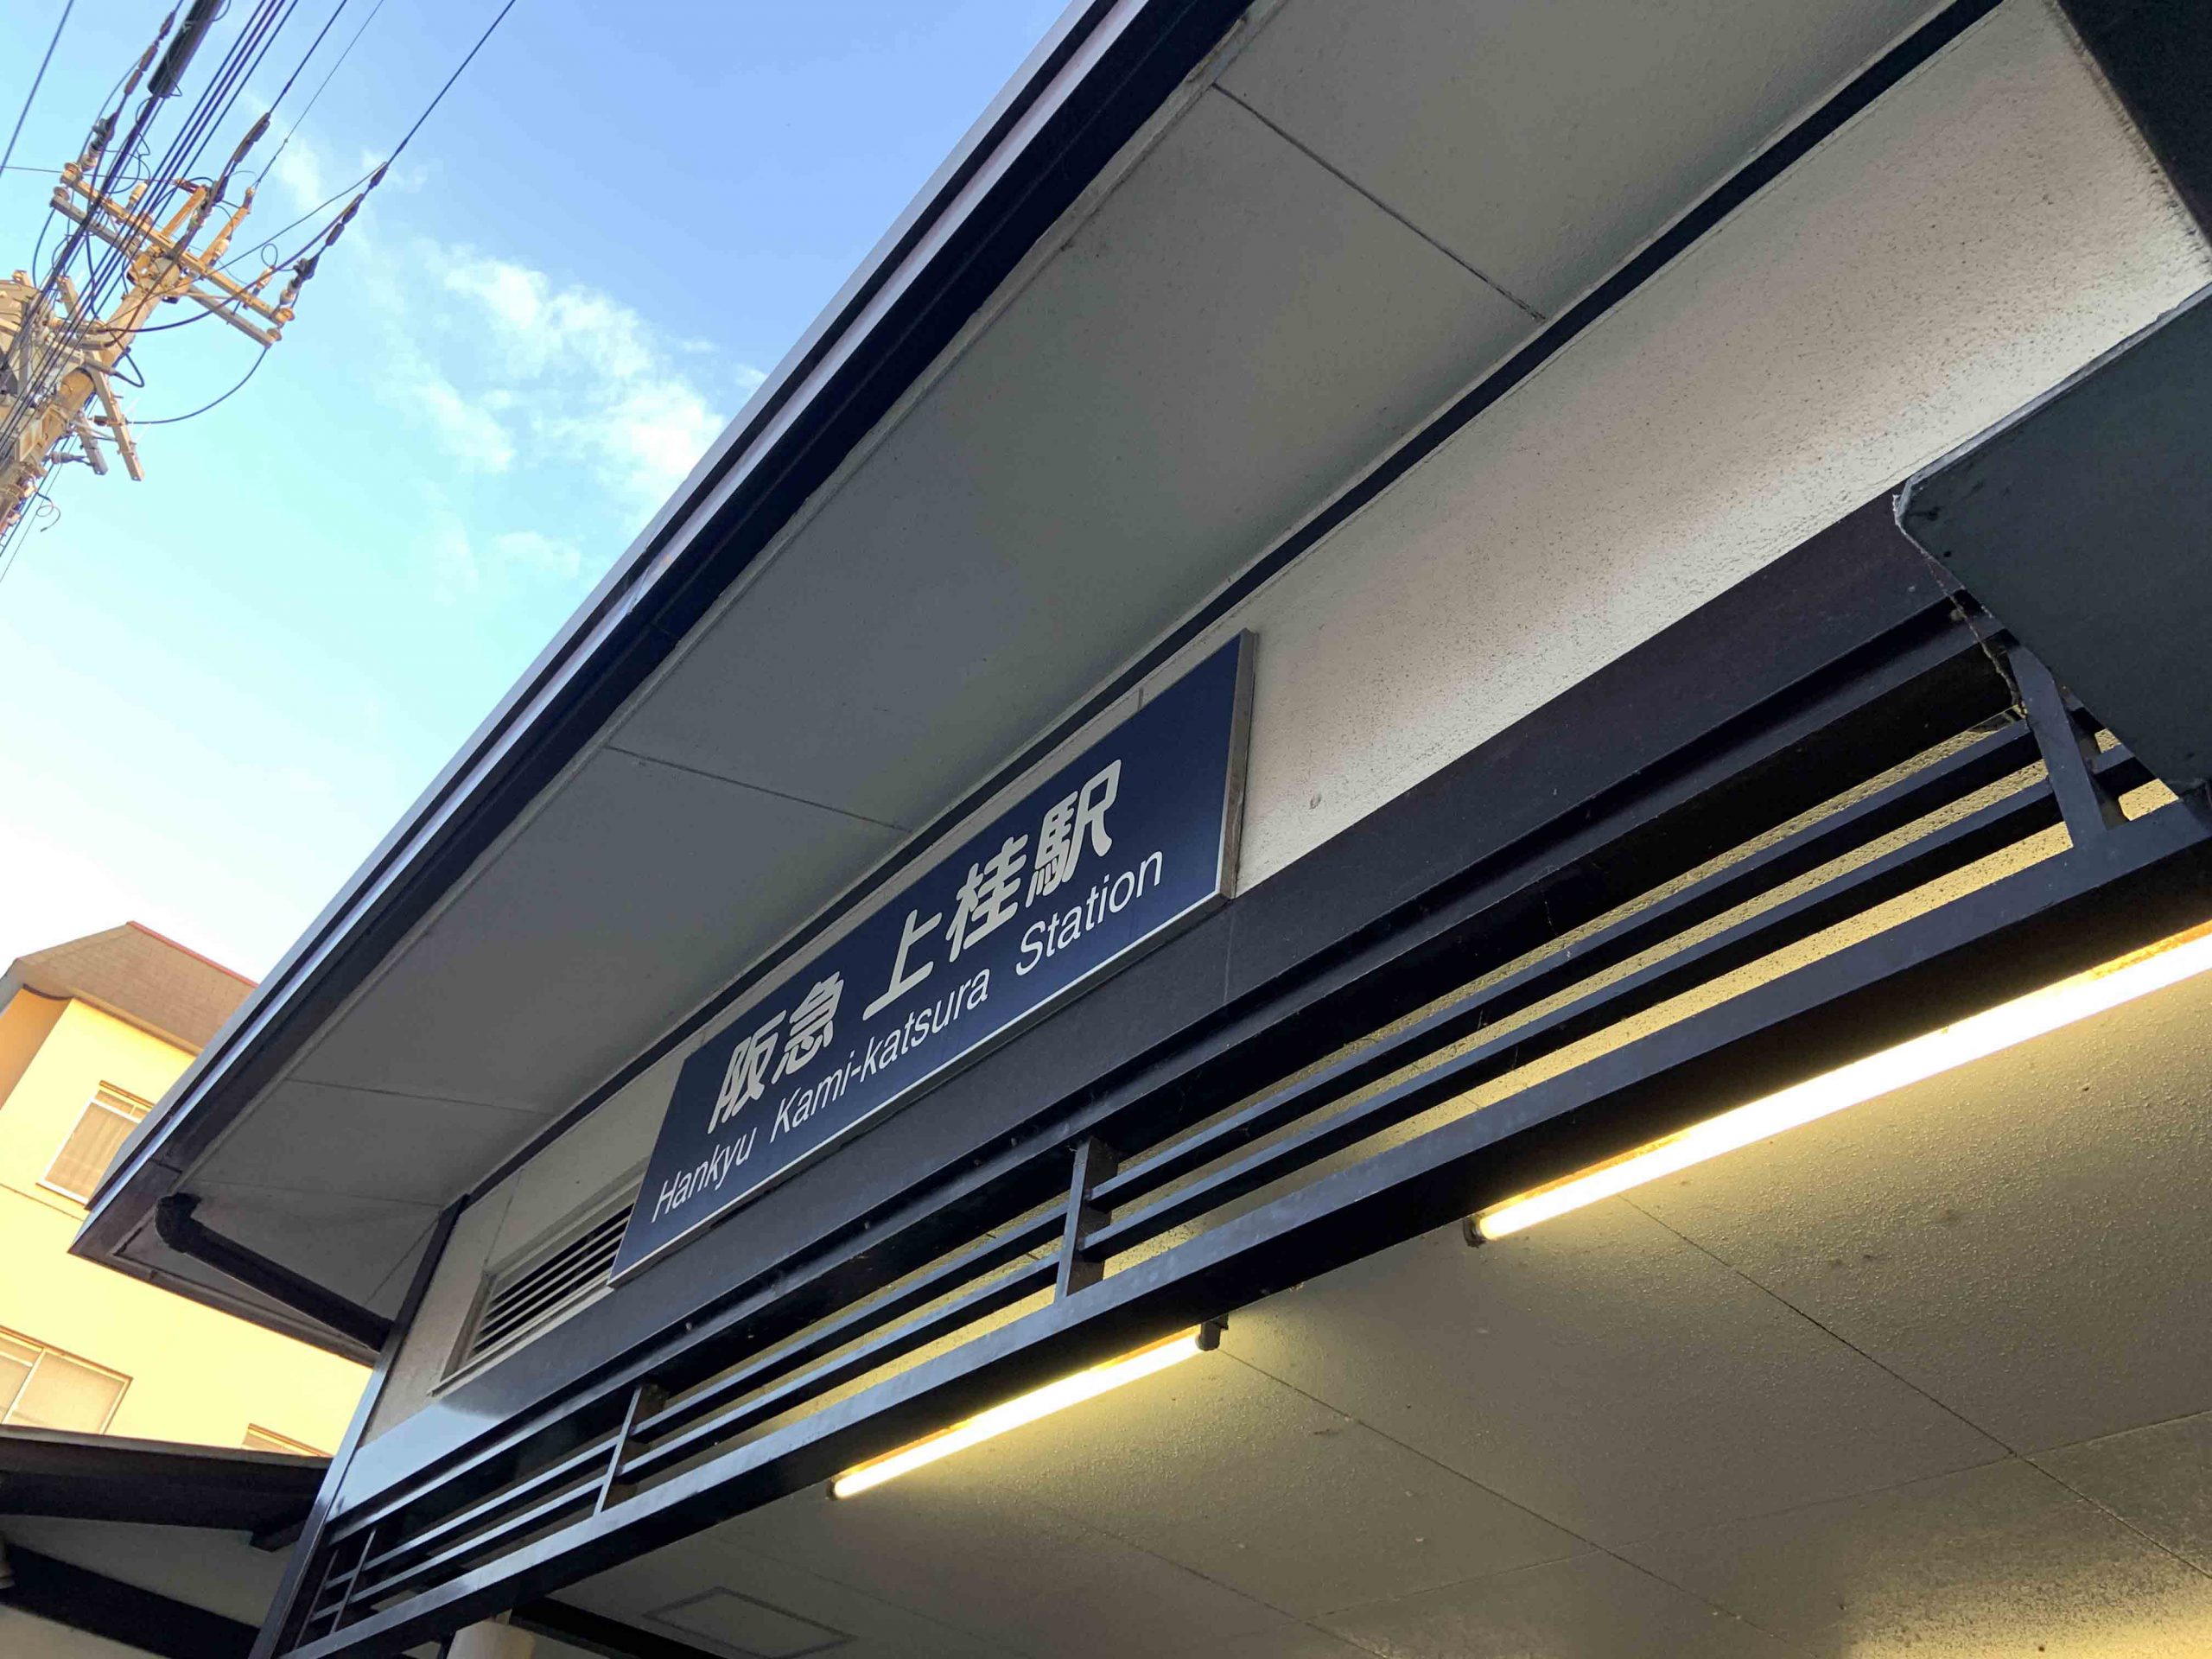 阪急 上桂駅
Hankyu Kami-katsura Station